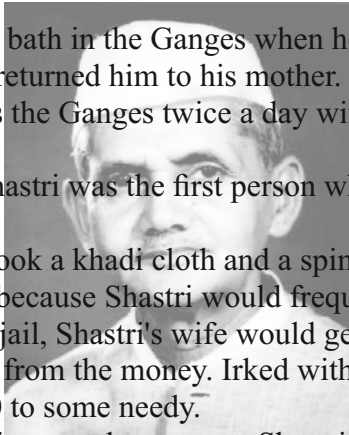 bath in the Ganges when h
returned him to his mother.
s the Ganges twice a day wi
hastri was the first person w
ook a khadi cloth and a spin
because Shastri would frequ
jail, Shastri's wife would ge
from the money. Irked with
to some needy.